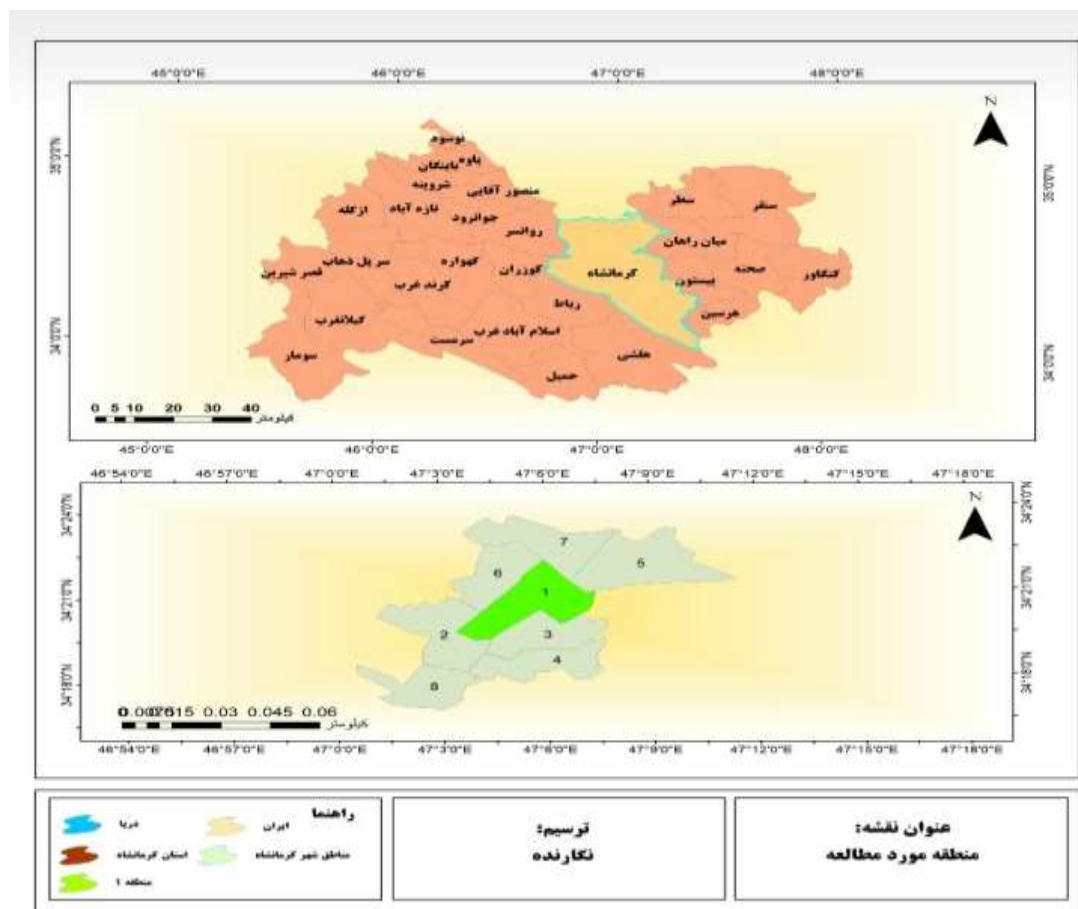 45°0'0"E 46°0'0"E 47°0'0"E 48°0'0"E
35°0'0"N
34°0'0"N
35°0'0"N
34°0'0"N
N
نوسود
پاوه
باینگان
شروینه
منصور آقایی
ازگله
تازه آباد
جوانرود
روانسر
سطر
سنقر
میان راهان
قصر شیرین
سر پل ذهاب
گهواره
کوزران
کرمانشاه
بیستون
صحنه
کنگاور
کرند غرب
رباط
هرسین
گیلانغرب
اسلام آباد غرب
سرمست
سومار
حمیل
هلشی
0 5 10 20 30 40
کیلومتر
45°0'0"E 46°0'0"E 47°0'0"E 48°0'0"E
46°54'0"E 46°57'0"E 47°0'0"E 47°3'0"E 47°6'0"E 47°9'0"E 47°12'0"E 47°15'0"E 47°18'0"E
34°24'0"N
34°21'0"N
34°18'0"N
34°24'0"N
34°21'0"N
34°18'0"N
N
7
5
6
1
2
3
4
8
0.03 0.045 0.06
کیلومتر
46°54'0"E 46°57'0"E 47°0'0"E 47°3'0"E 47°6'0"E 47°9'0"E 47°12'0"E 47°15'0"E 47°18'0"E
عنوان نقشه:
منطقه مورد مطالعه
ترسیم:
نگارنده
راهنما
ایران
دریا
مناطق شهر کرمانشاه
استان کرمانشاه
منطقه 1